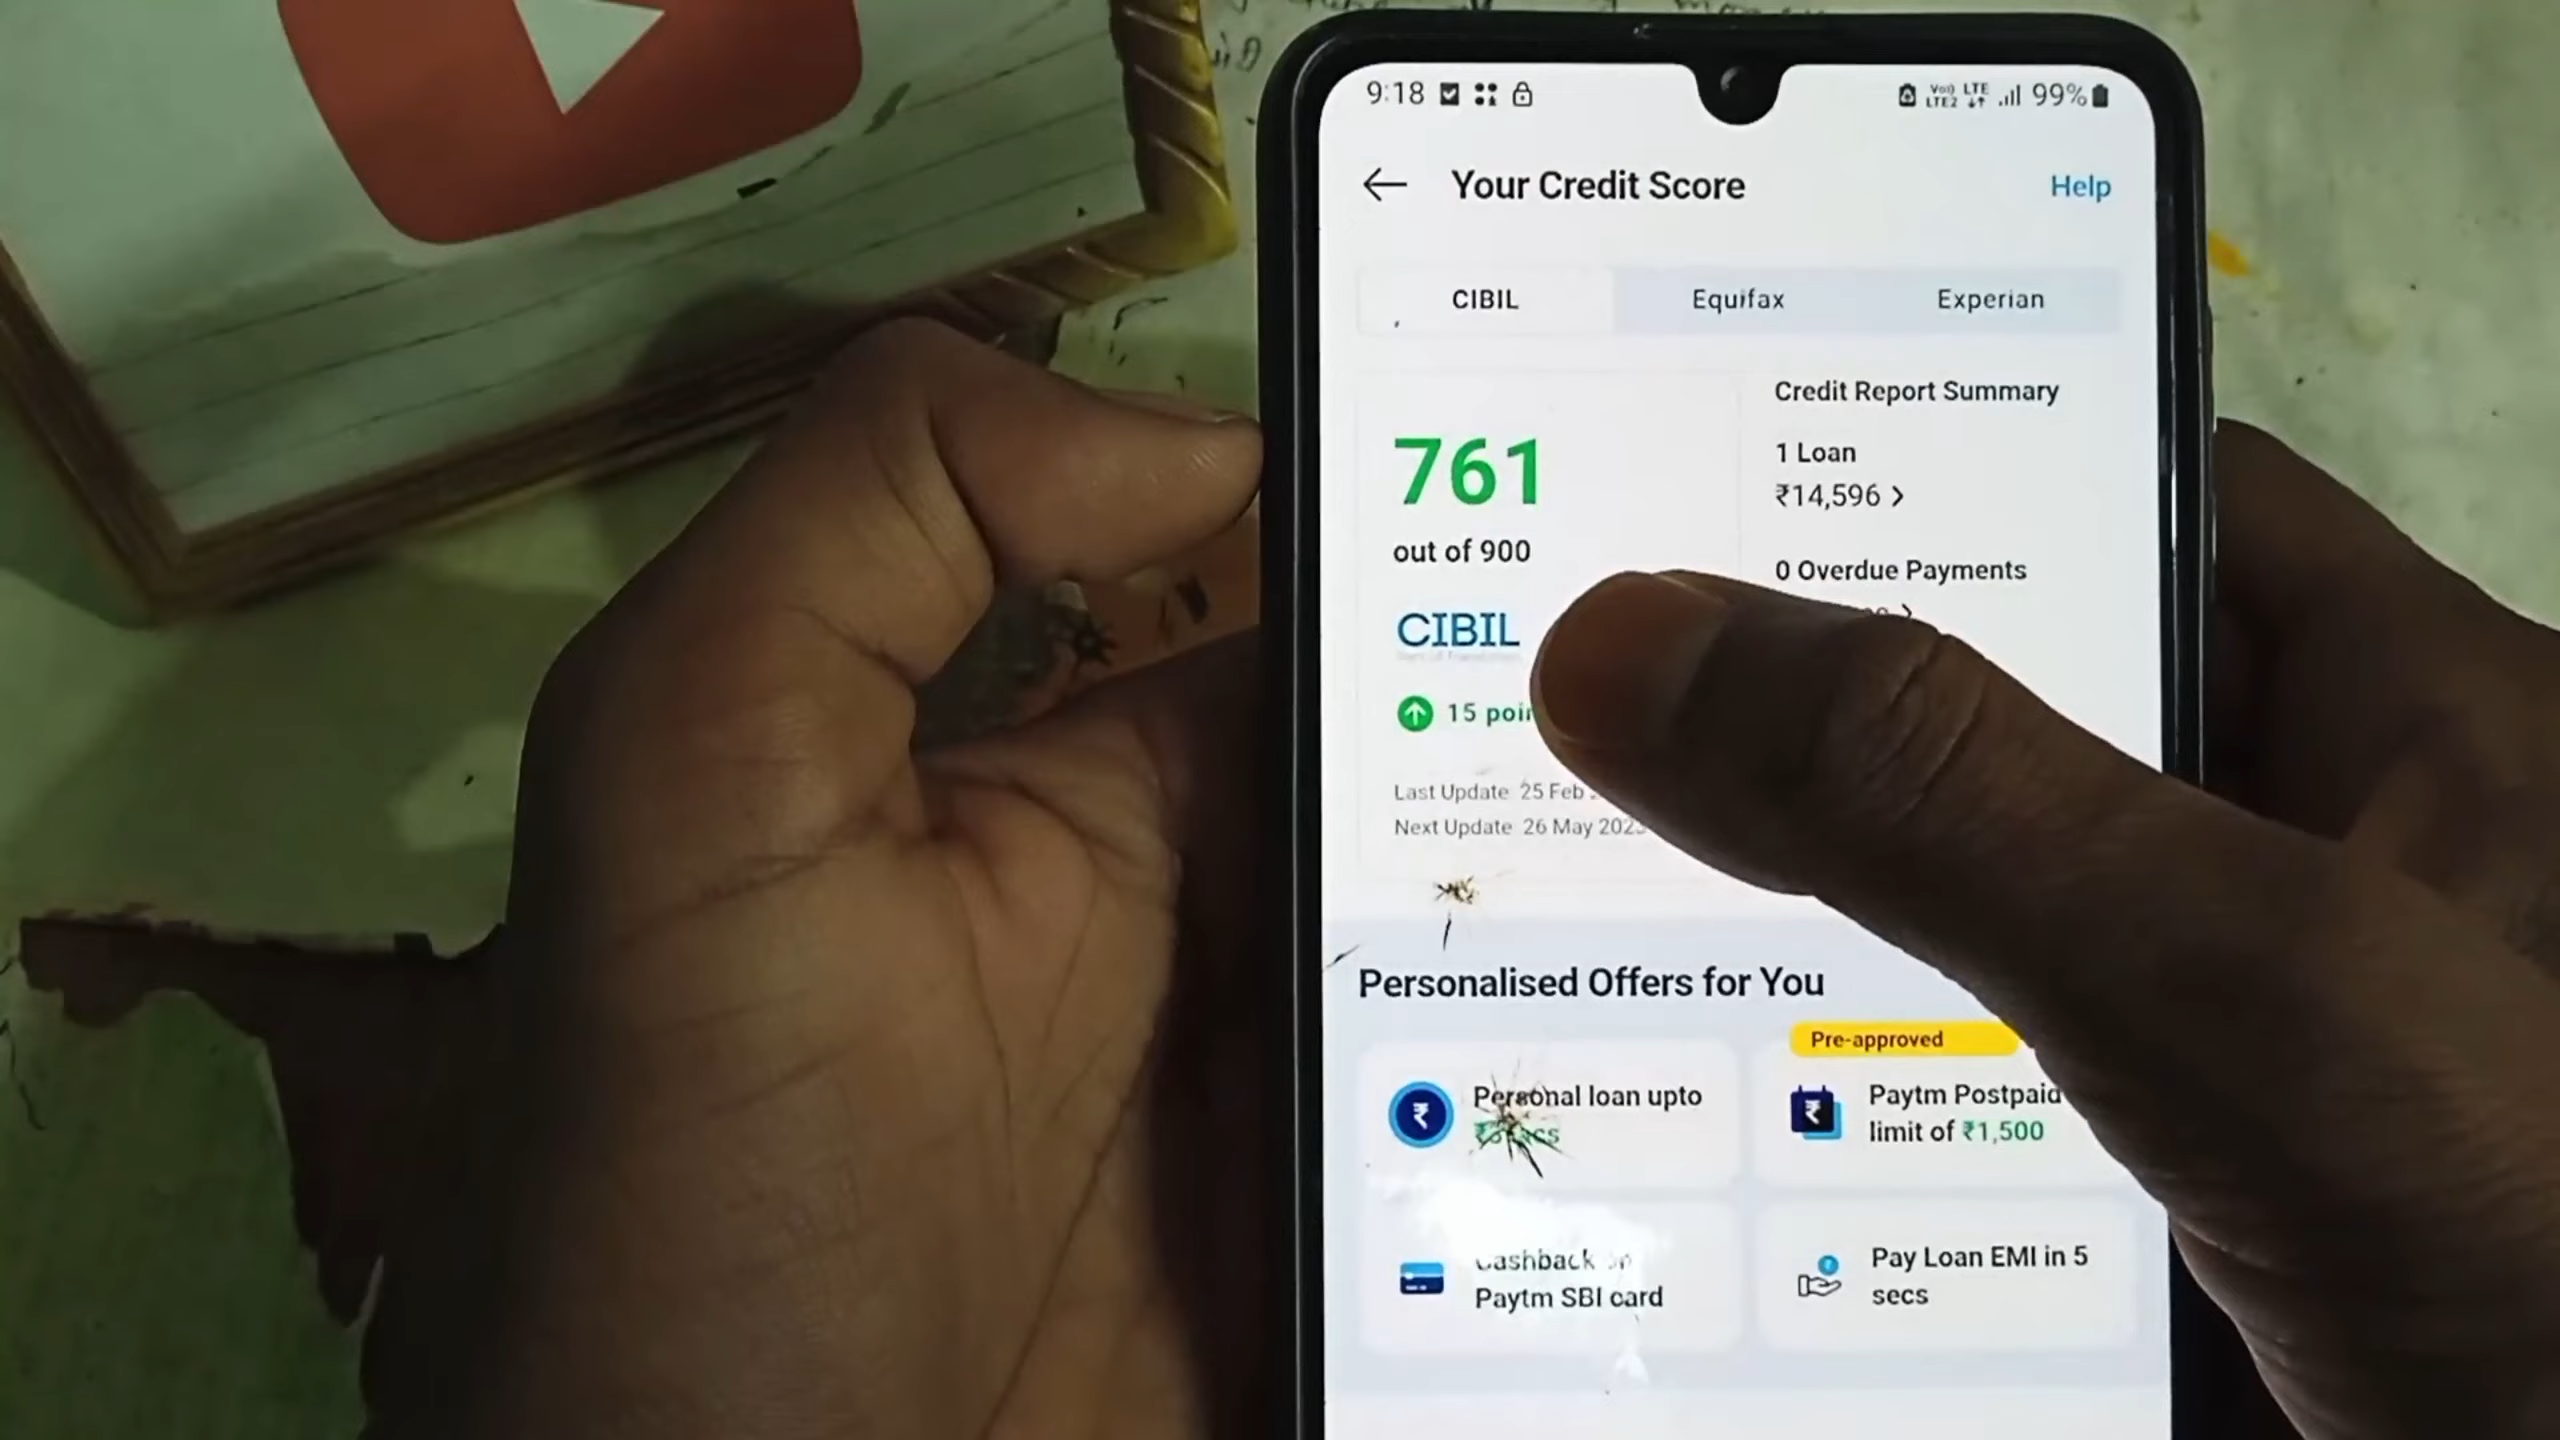 9:18
LTE2 LTE 99%
Your Credit Score
Help
CIBIL
Equifax
Experian
761
out of 900
CIBIL
15
Last Update 25 Feb
Next Update 26 May
Credit Report Summary
1 Loan
₹14,596 >
0 Overdue Payments
Personalised Offers for You
Personal loan upto
Pre-approved
Paytm Postpaid
limit of ₹1,500
Cashback on
Paytm SBI card
Pay Loan EMI in 5
secs